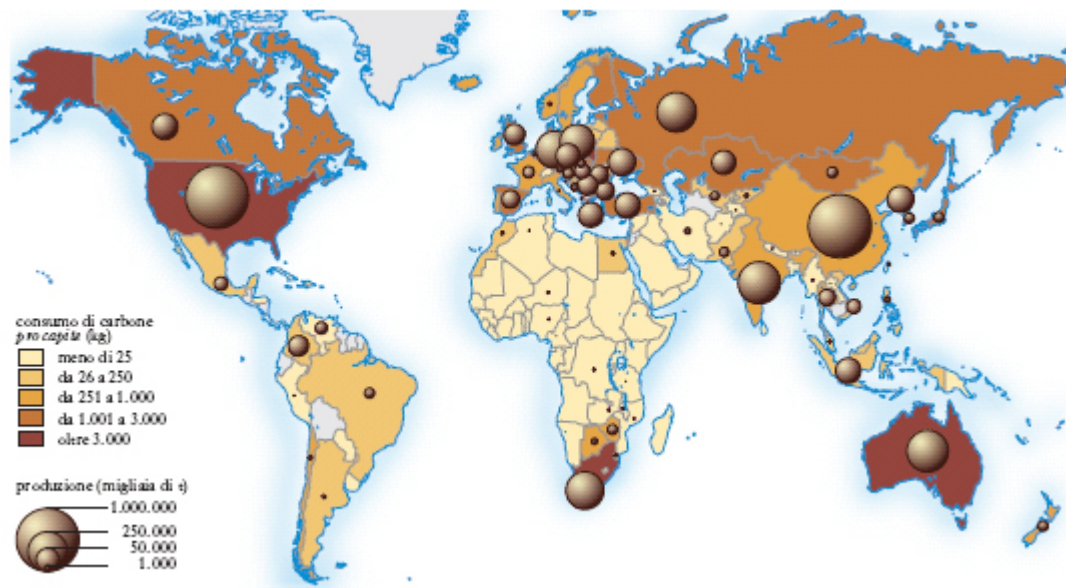 consumo di carbone
pro capite (kg)
meno di 25
da 26 a 250
da 251 a 1.000
da 1.001 a 3.000
oltre 3.000
produzione (migliaia di t)
1.000.000
250.000
50.000
1.000